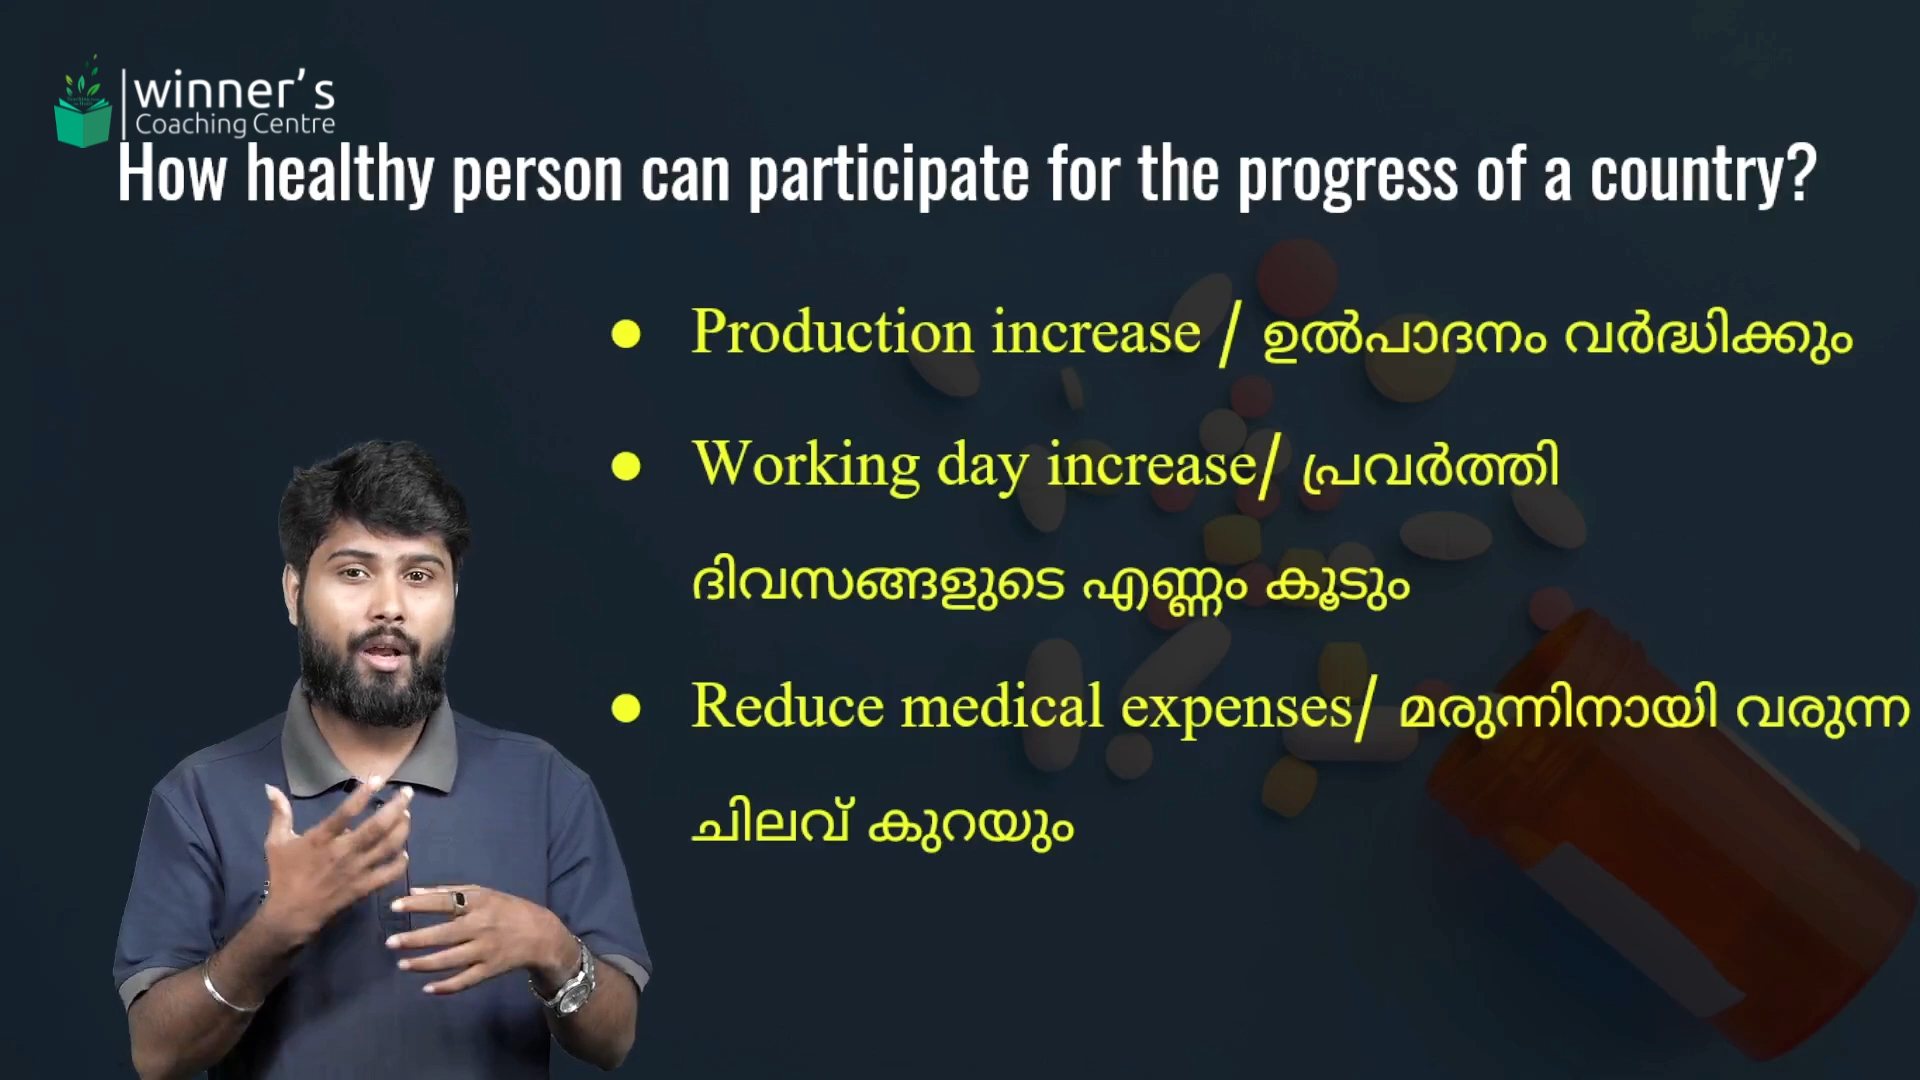 winner's
Coaching Centre
How healthy person can participate for the progress of a country?
● Production increase / ഉൽപാദനം വർദ്ധിക്കും
● Working day increase/ പ്രവർത്തി
ദിവസങ്ങളുടെ എണ്ണം കൂടും
● Reduce medical expenses/ മരുന്നിനായി വരുന്ന
ചിലവ് കുറയും